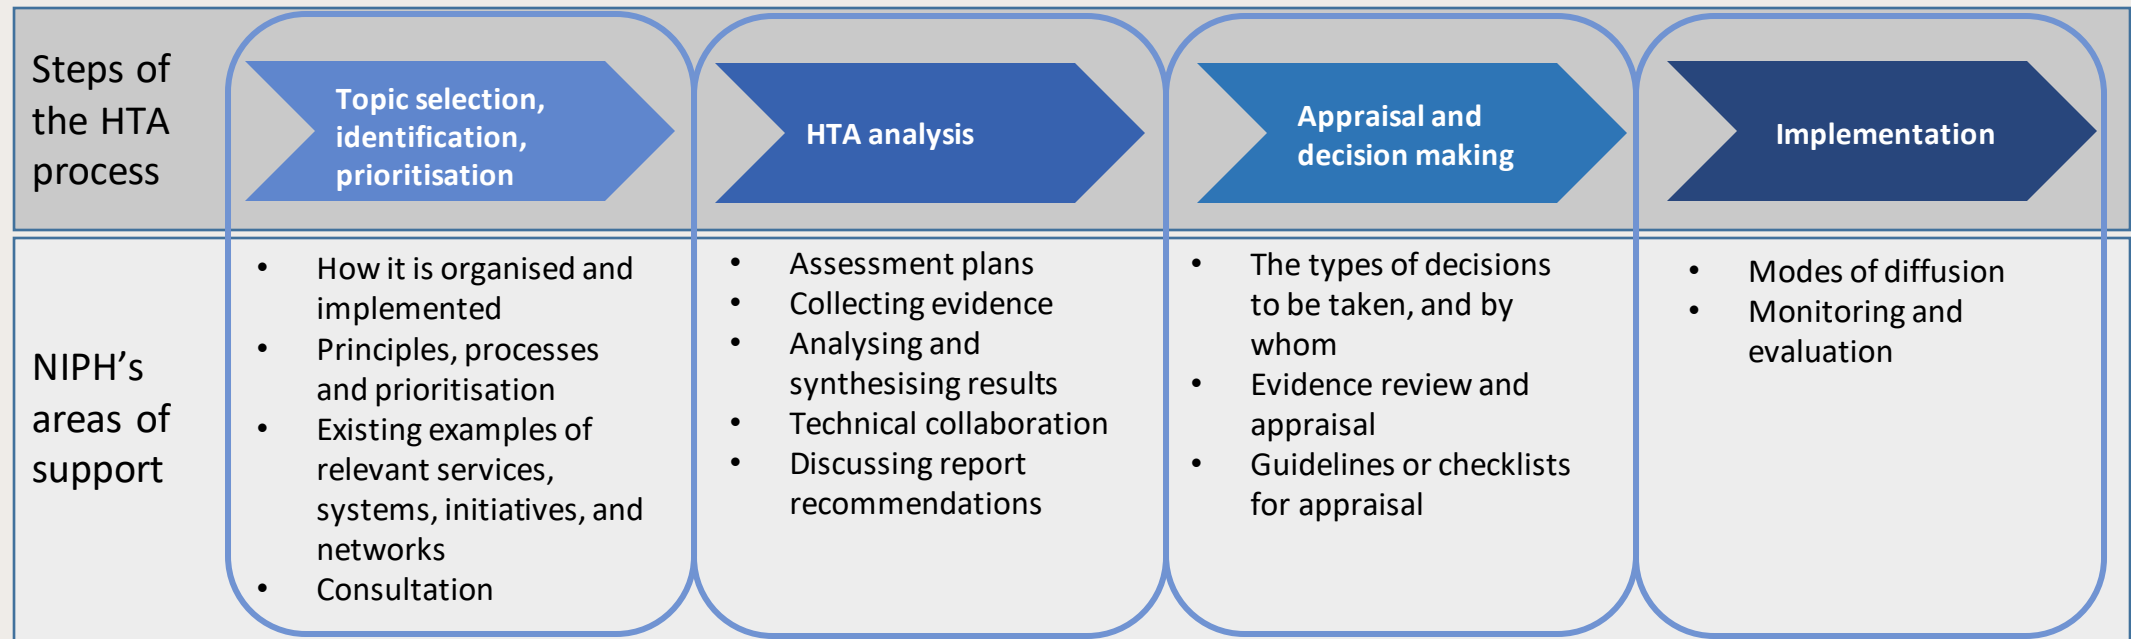 Steps of
the HTA
process
Topic selection,
identification,
prioritisation
HTA analysis
Appraisal and
decision making
Implementation
NIPH’s
areas of
support
• How it is organised and
implemented
• Principles, processes
and prioritisation
• Existing examples of
relevant services,
systems, initiatives, and
networks
• Consultation
• Assessment plans
• Collecting evidence
• Analysing and
synthesising results
• Technical collaboration
• Discussing report
recommendations
• The types of decisions
to be taken, and by
whom
• Evidence review and
appraisal
• Guidelines or checklists
for appraisal
• Modes of diffusion
• Monitoring and
evaluation